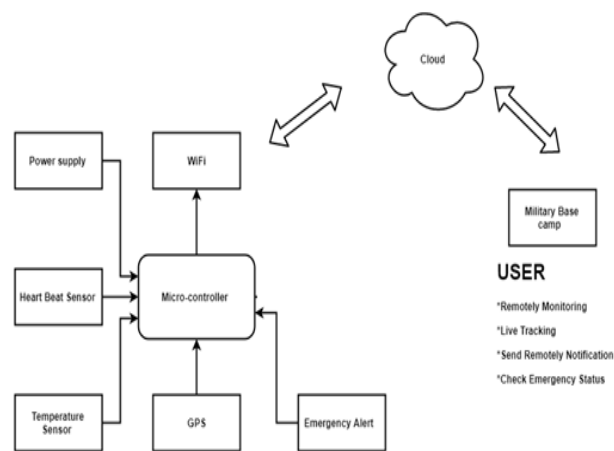 Cloud
Power supply
WiFi
Military Base
camp
USER
*Remotely Monitoring
*Live Tracking
*Send Remotely Notification
*Check Emergency Status
Heart Beat Sensor
Micro-controller
Temperature
Sensor
GPS
Emergency Alert